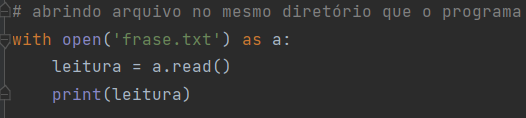 # abrindo arquivo no mesmo diretório que o programa
with open('frase.txt') as a:
    leitura = a.read()
    print(leitura)